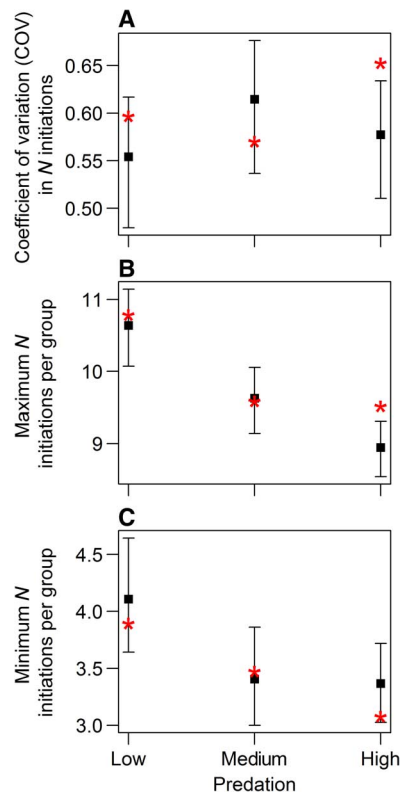 A
Coefficient of variation (COV)
in N initiations
0.65
0.60
0.55
0.50
B
Maximum N
initiations per group
11
10
9
C
Minimum N
initiations per group
4.5
4.0
3.5
3.0
Low Medium High
Predation